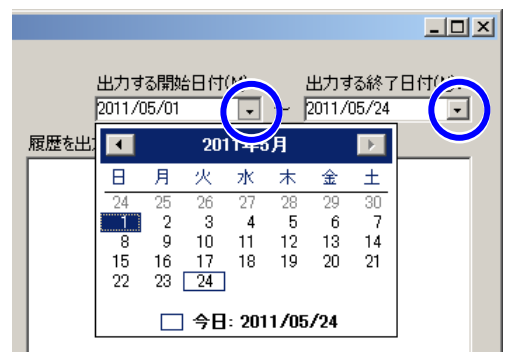 出力する開始日付(M) 出力する終了日付
2011/05/01 ～ 2011/05/24
履歴を出
2011年5月
日 月 火 水 木 金 土
24 25 26 27 28 29 30
1 2 3 4 5 6 7
8 9 10 11 12 13 14
15 16 17 18 19 20 21
22 23 24
今日: 2011/05/24